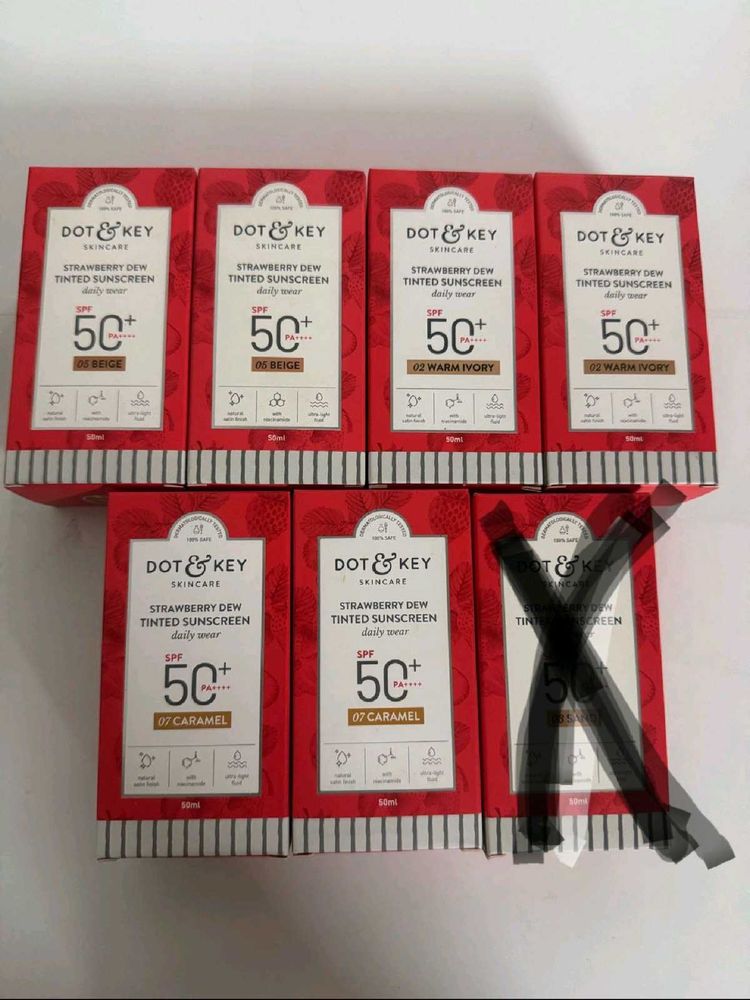 DERMATOLOGICALLY TESTED
100% SAFE
DOT & KEY
SKINCARE
STRAWBERRY DEW
TINTED SUNSCREEN
daily wear
SPF
50+
PA++++
05 BEIGE
natural satin finish
with niacinamide
ultra-light fluid
50ml
DERMATOLOGICALLY TESTED
100% SAFE
DOT & KEY
SKINCARE
STRAWBERRY DEW
TINTED SUNSCREEN
daily wear
SPF
50+
PA++++
05 BEIGE
natural satin finish
with niacinamide
ultra-light fluid
50ml
DERMATOLOGICALLY TESTED
100% SAFE
DOT & KEY
SKINCARE
STRAWBERRY DEW
TINTED SUNSCREEN
daily wear
SPF
50+
PA++++
02 WARM IVORY
natural satin finish
with niacinamide
ultra-light fluid
50ml
DERMATOLOGICALLY TESTED
100% SAFE
DOT & KEY
SKINCARE
STRAWBERRY DEW
TINTED SUNSCREEN
daily wear
SPF
50+
PA++++
02 WARM IVORY
natural satin finish
with niacinamide
ultra-light fluid
50ml
DERMATOLOGICALLY TESTED
100% SAFE
DOT & KEY
SKINCARE
STRAWBERRY DEW
TINTED SUNSCREEN
daily wear
SPF
50+
PA++++
07 CARAMEL
natural satin finish
with niacinamide
ultra-light fluid
50ml
DERMATOLOGICALLY TESTED
100% SAFE
DOT & KEY
SKINCARE
STRAWBERRY DEW
TINTED SUNSCREEN
daily wear
SPF
50+
PA++++
07 CARAMEL
natural satin finish
with niacinamide
ultra-light fluid
50ml
DERMATOLOGICALLY TESTED
100% SAFE
DOT & KEY
SKINCARE
DEW
SUNSCREEN
50+
SAND
50ml